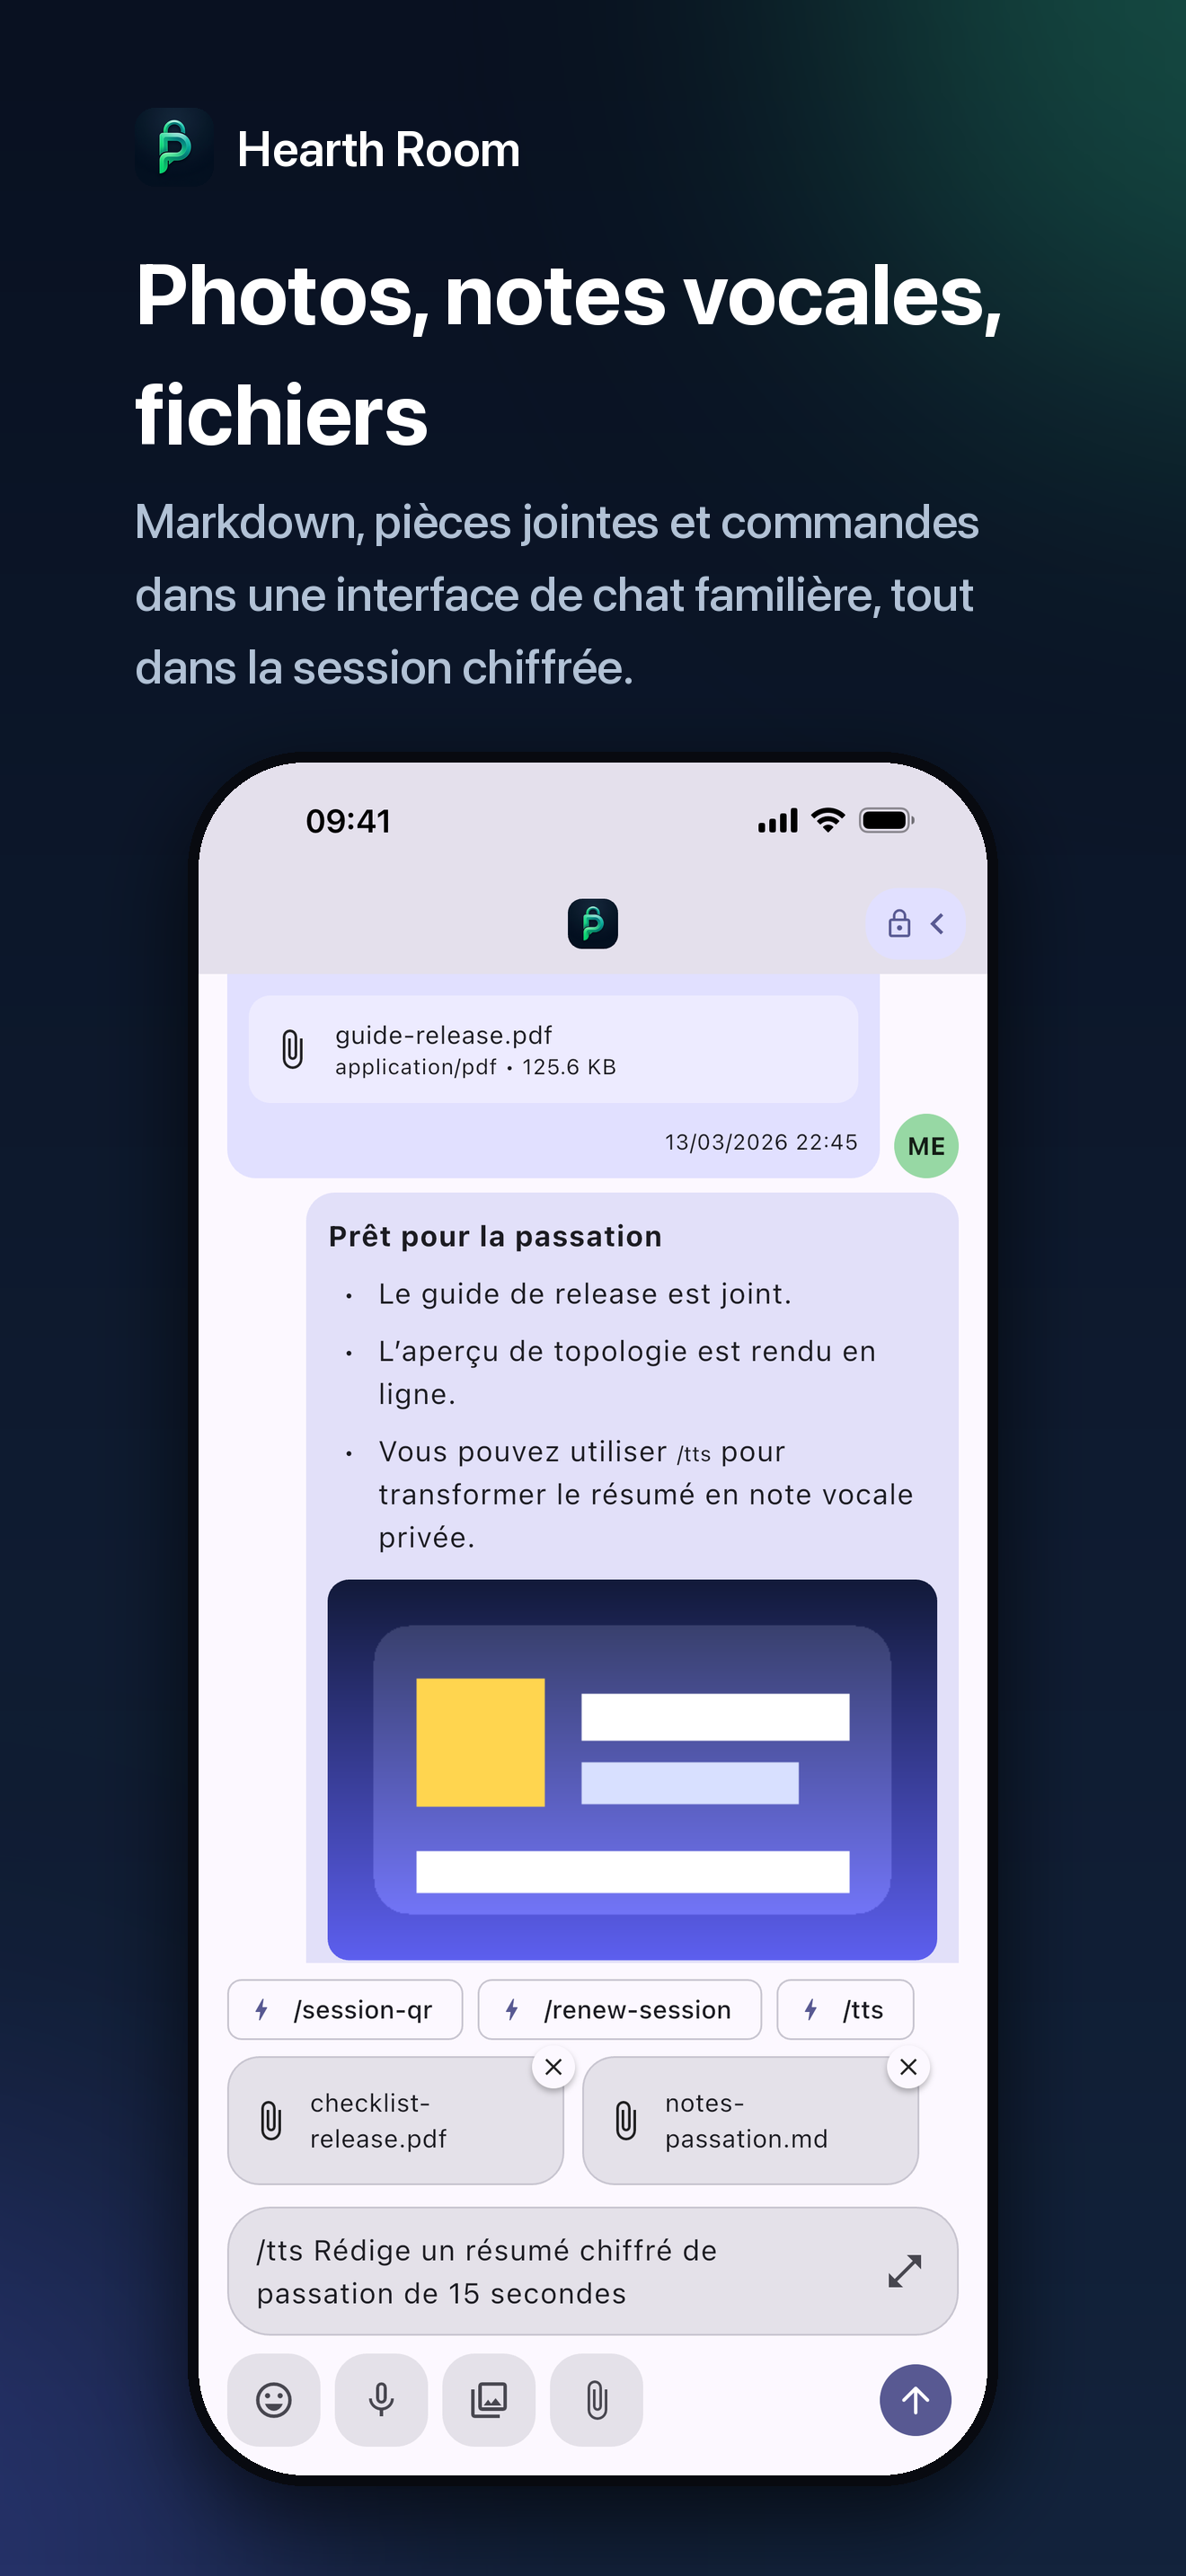 Hearth Room
Photos, notes vocales,
fichiers
Markdown, pièces jointes et commandes
dans une interface de chat familière, tout
dans la session chiffrée.
09:41
guide-release.pdf
application/pdf • 125.6 KB
13/03/2026 22:45
ME
Prêt pour la passation
• Le guide de release est joint.
• L’aperçu de topologie est rendu en
ligne.
• Vous pouvez utiliser /tts pour
transformer le résumé en note vocale
privée.
/session-qr /renew-session /tts
checklist-
release.pdf
notes-
passation.md
/tts Rédige un résumé chiffré de
passation de 15 secondes